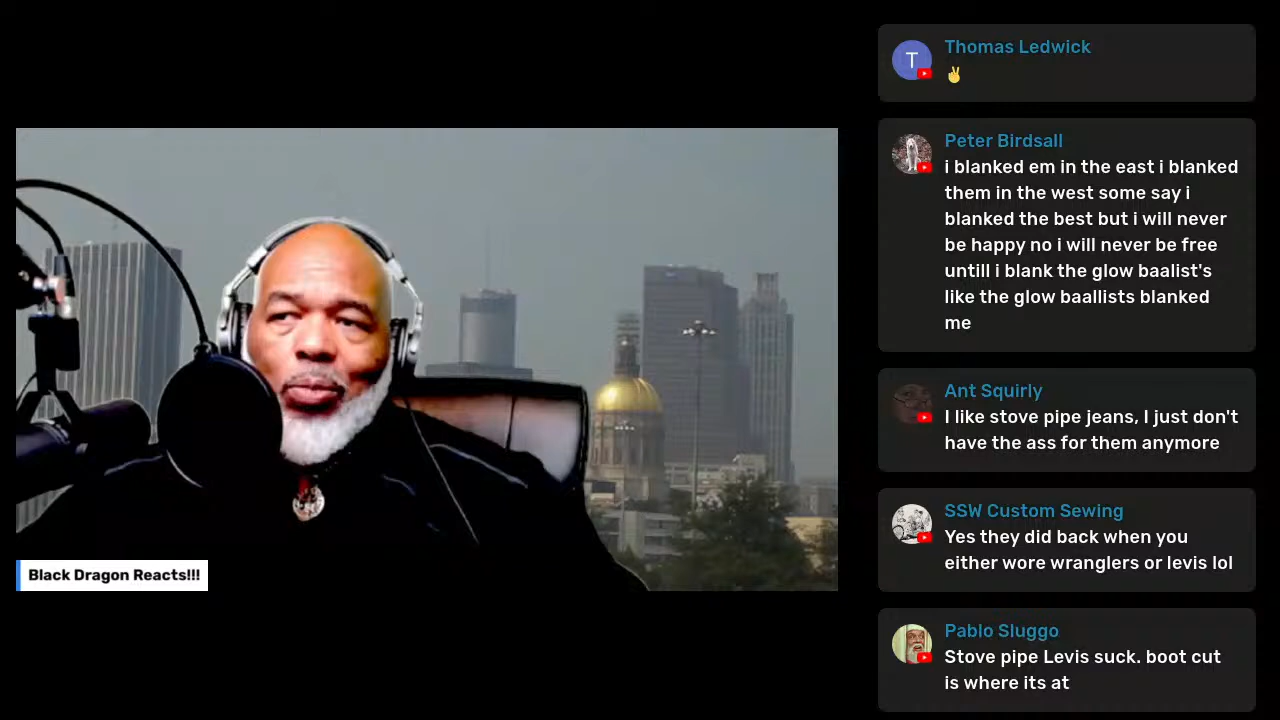 Thomas Ledwick
T
✌
Peter Birdsall
i blanked em in the east i blanked
them in the west some say i
blanked the best but i will never
be happy no i will never be free
untill i blank the glow baalist's
like the glow baallists blanked
me
Ant Squirly
I like stove pipe jeans, I just don't
have the ass for them anymore
SSW Custom Sewing
Yes they did back when you
either wore wranglers or levis lol
Pablo Sluggo
Stove pipe Levis suck. boot cut
is where its at
Black Dragon Reacts!!!